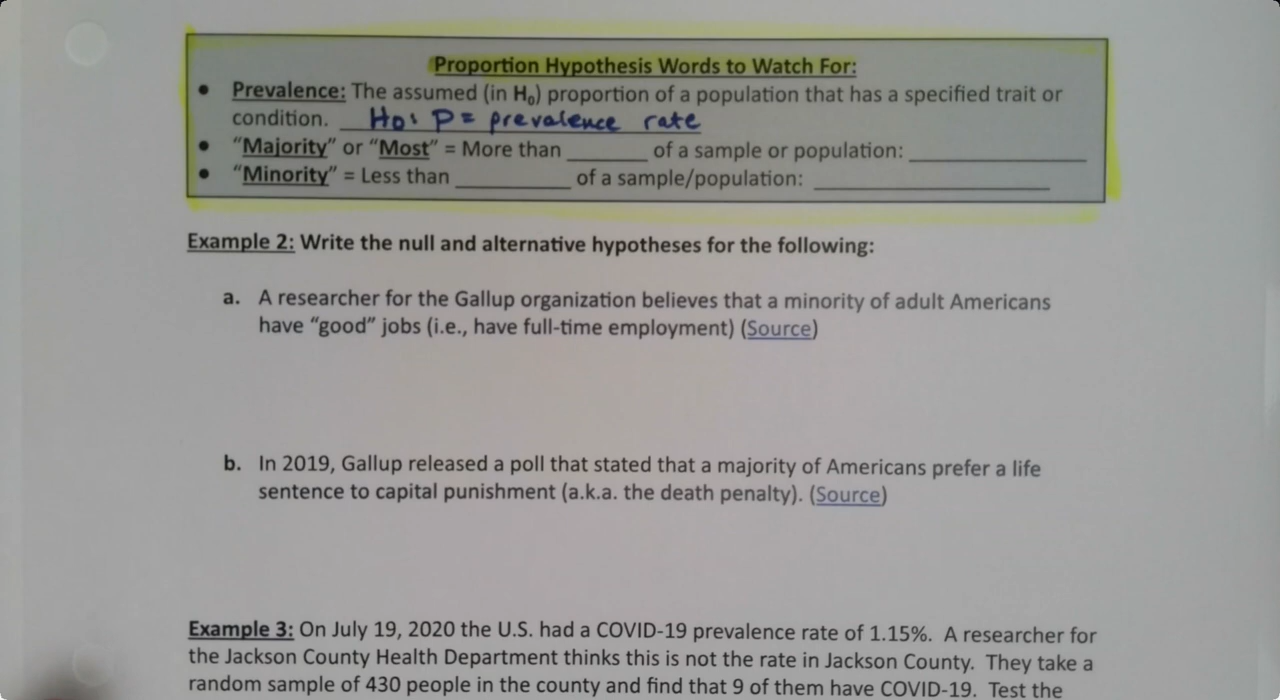 Proportion Hypothesis Words to Watch For:
• Prevalence: The assumed (in H₀) proportion of a population that has a specified trait or
condition. H₀: P = prevalence rate
• “Majority” or “Most” = More than ________ of a sample or population: __________________
• “Minority” = Less than ____________ of a sample/population: ________________________
Example 2: Write the null and alternative hypotheses for the following:
a. A researcher for the Gallup organization believes that a minority of adult Americans
have “good” jobs (i.e., have full-time employment) (Source)
b. In 2019, Gallup released a poll that stated that a majority of Americans prefer a life
sentence to capital punishment (a.k.a. the death penalty). (Source)
Example 3: On July 19, 2020 the U.S. had a COVID-19 prevalence rate of 1.15%. A researcher for
the Jackson County Health Department thinks this is not the rate in Jackson County. They take a
random sample of 430 people in the county and find that 9 of them have COVID-19. Test the